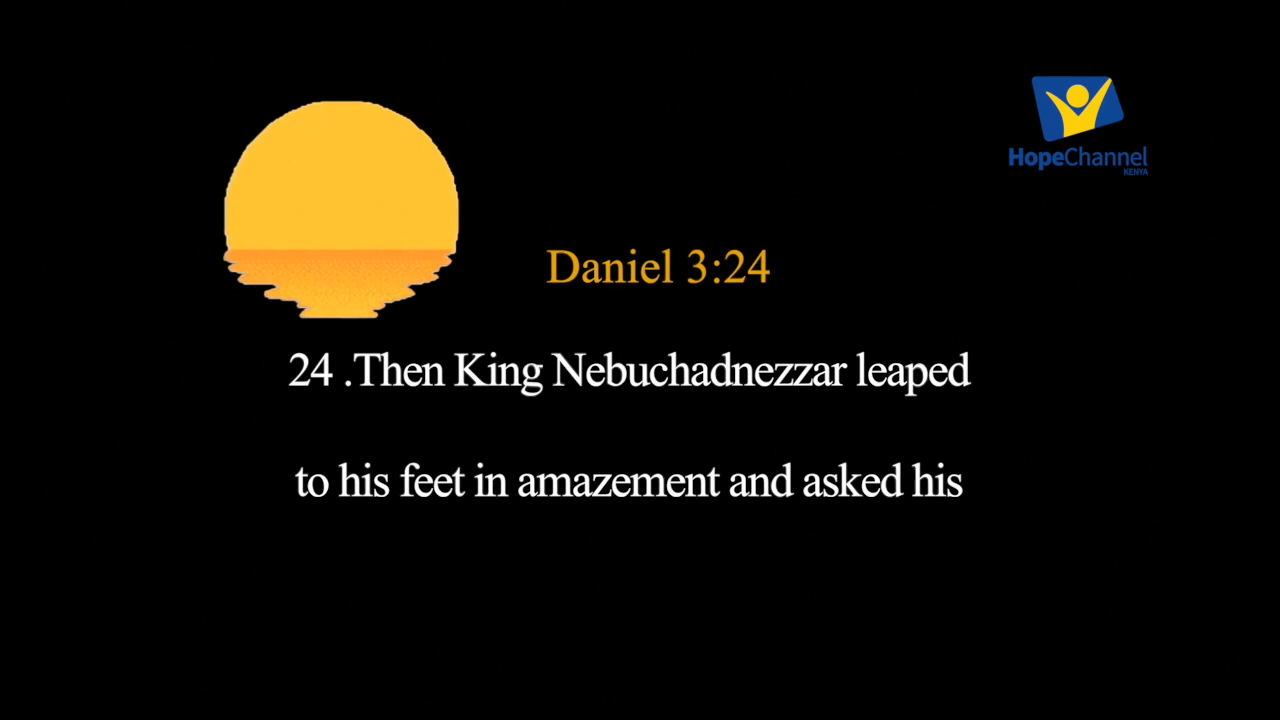 HopeChannel
KENYA
Daniel 3:24
24 .Then King Nebuchadnezzar leaped
to his feet in amazement and asked his